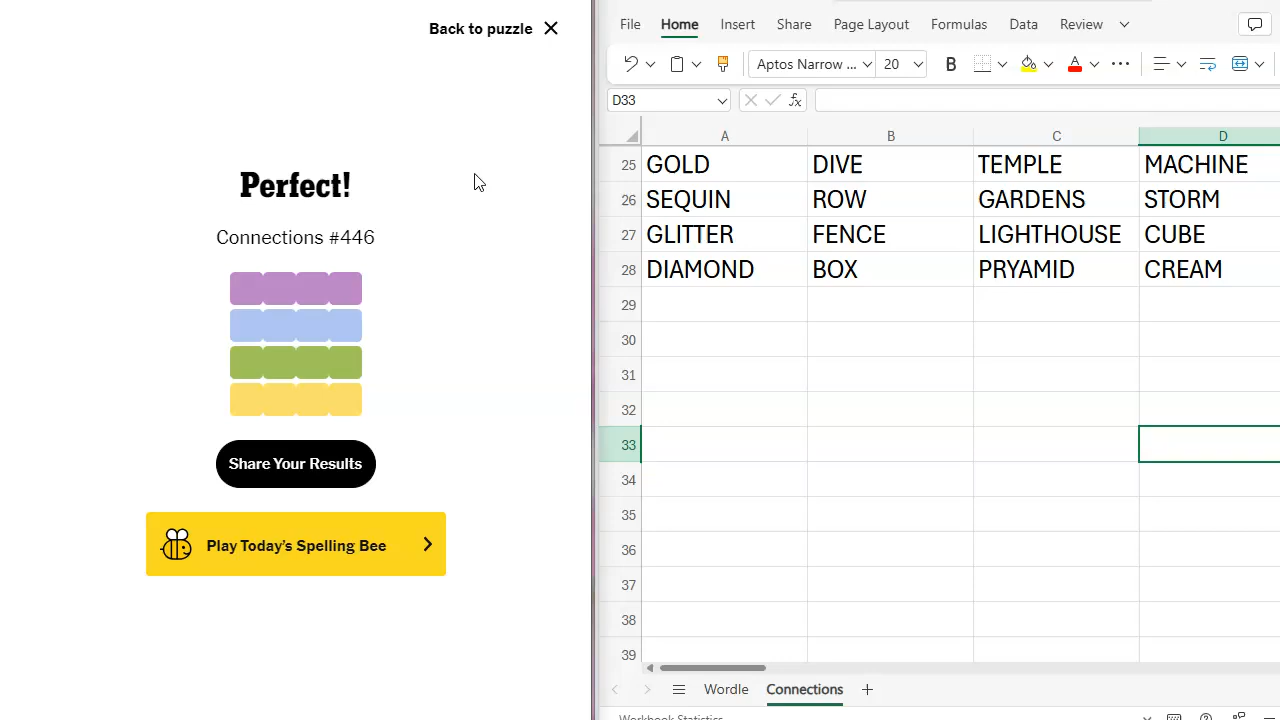 Back to puzzle
Perfect!
Connections #446
Share Your Results
Play Today's Spelling Bee
File Home Insert Share Page Layout Formulas Data Review
Aptos Narrow ... 20 B A
D33 fx
A B C D
25 GOLD DIVE TEMPLE MACHINE
26 SEQUIN ROW GARDENS STORM
27 GLITTER FENCE LIGHTHOUSE CUBE
28 DIAMOND BOX PRYAMID CREAM
29
30
31
32
33
34
35
36
37
38
39
Wordle Connections
Workbook Statistics